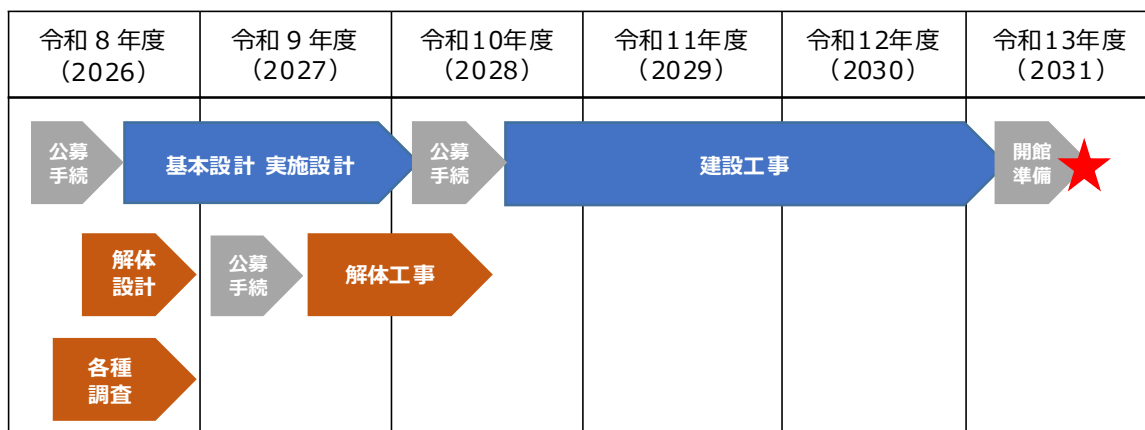 令和８年度
（2026）
令和９年度
（2027）
令和10年度
（2028）
令和11年度
（2029）
令和12年度
（2030）
令和13年度
（2031）
公募
手続
基本設計 実施設計
公募
手続
建設工事
開館
準備
解体
設計
公募
手続
解体工事
各種
調査